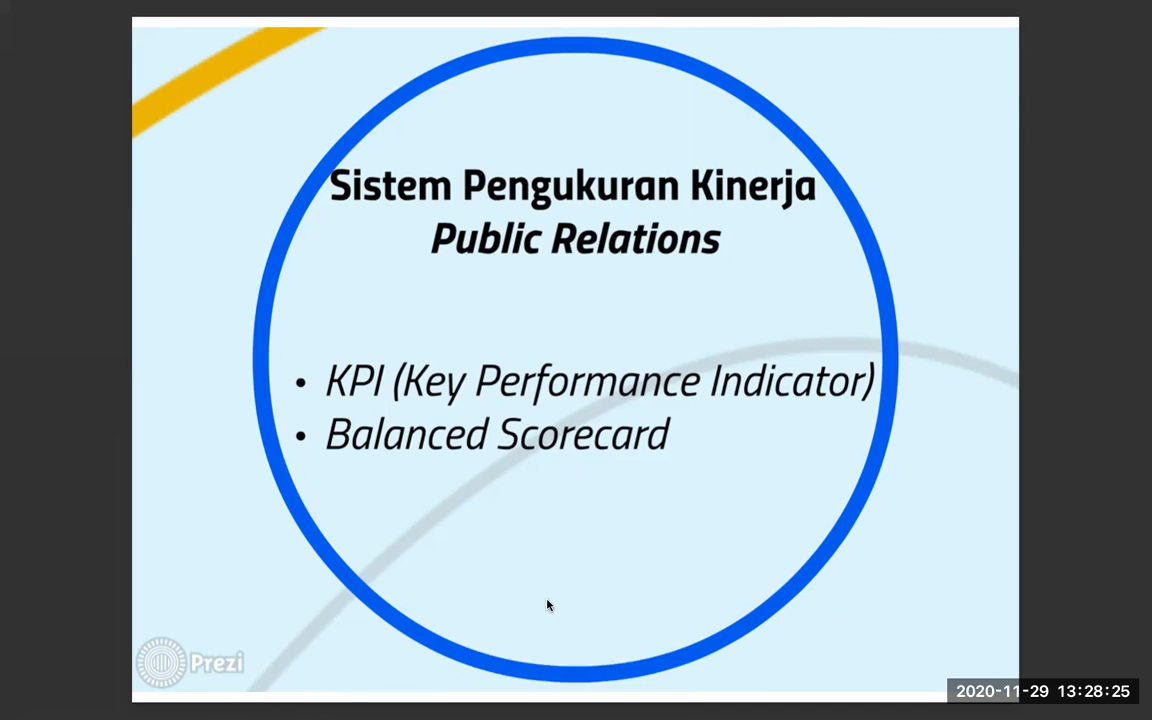 Sistem Pengukuran Kinerja
Public Relations
• KPI (Key Performance Indicator)
• Balanced Scorecard
Prezi
2020-11-29 13:28:25